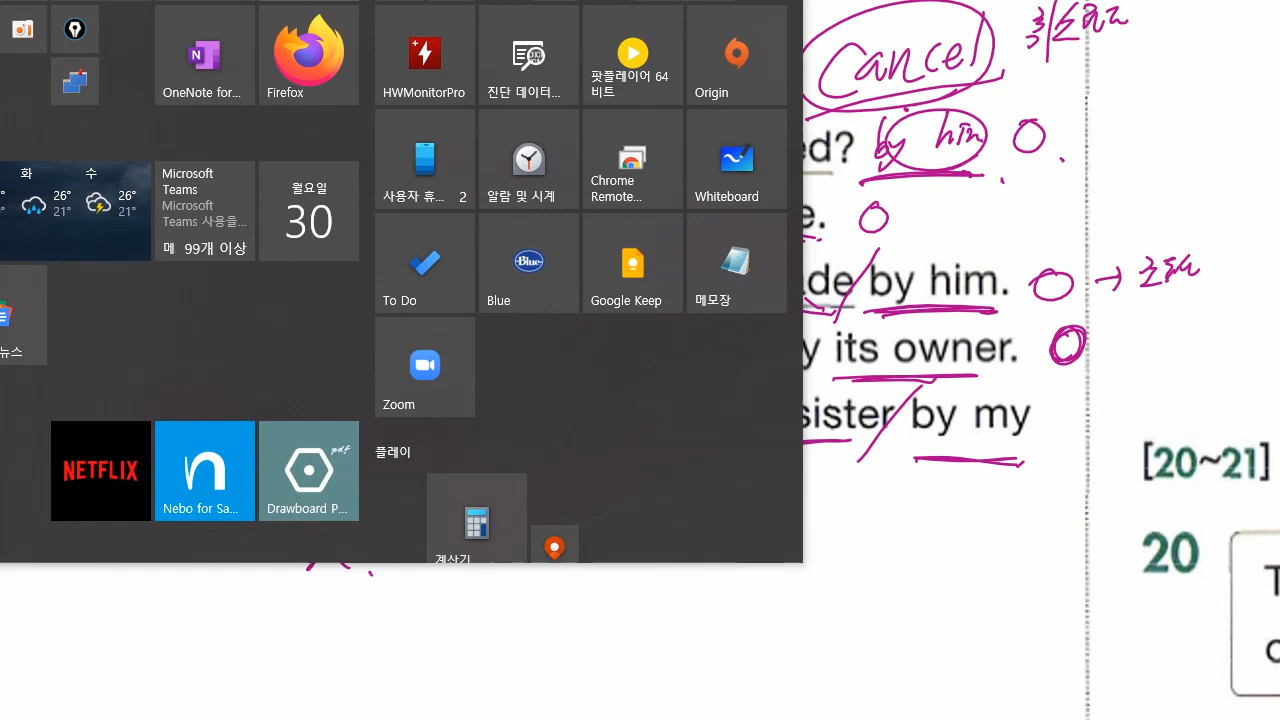 OneNote for...
Firefox
HWMonitorPro
진단 데이터...
팟플레이어 64
비트
Origin
화
수
26°
21°
26°
21°
Microsoft
Teams
Microsoft
Teams 사용을...
메 99개 이상
월요일
30
사용자 휴... 2
알람 및 시계
Chrome
Remote...
Whiteboard
To Do
Blue
Blue
Google Keep
메모장
뉴스
Zoom
플레이
NETFLIX
Nebo for Sa...
pdf
Drawboard P...
계산기
cancel
ed? by him
e.
de by him.
y its owner.
sister by my
[20~21]
20